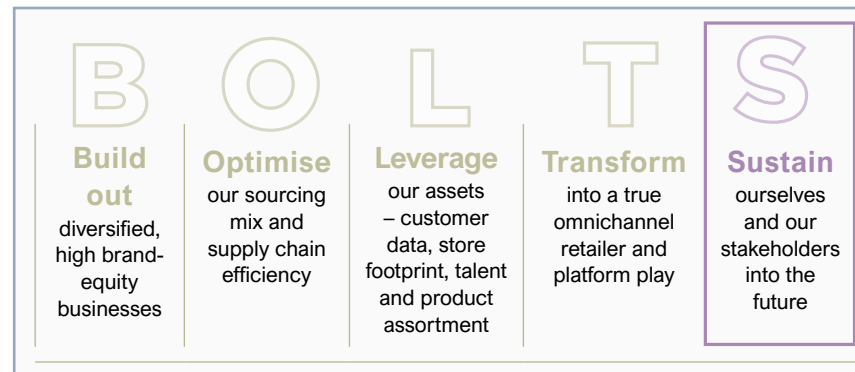 B
Build
out
diversified,
high brand-
equity
businesses
O
Optimise
our sourcing
mix and
supply chain
efficiency
L
Leverage
our assets
– customer
data, store
footprint, talent
and product
assortment
T
Transform
into a true
omnichannel
retailer and
platform play
S
Sustain
ourselves
and our
stakeholders
into the
future